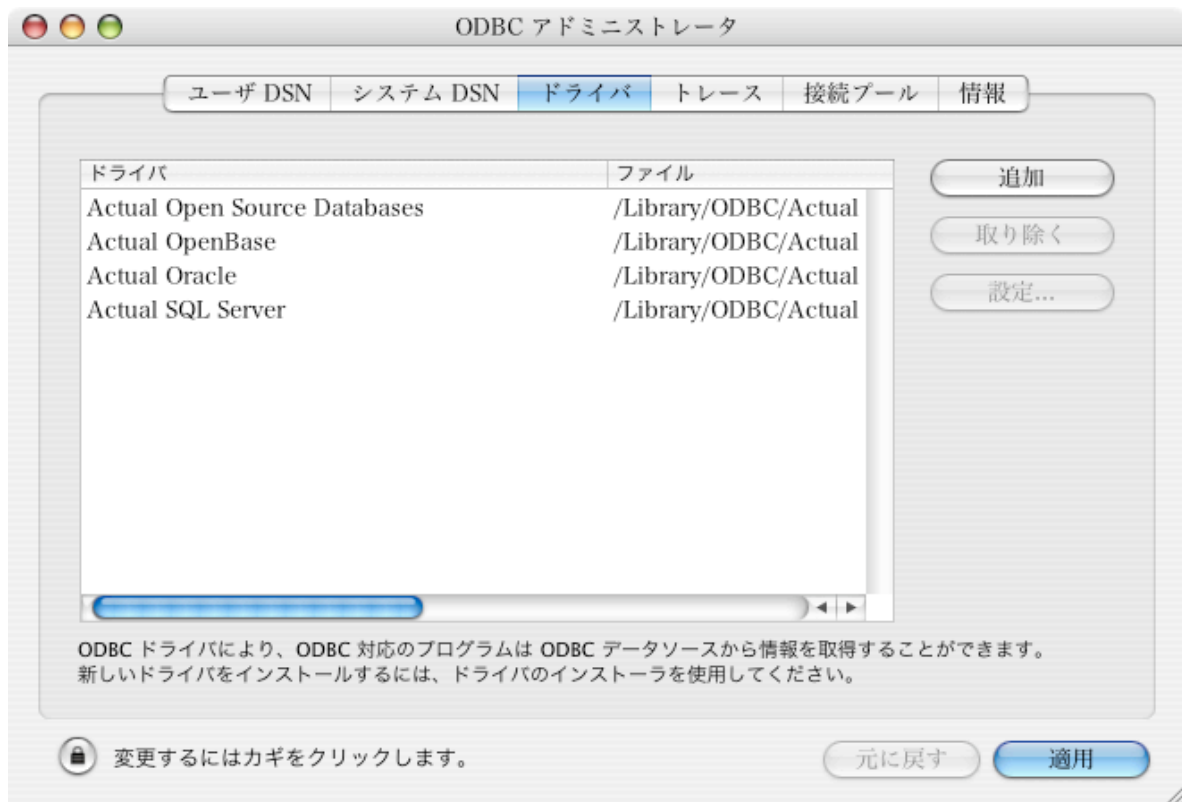 ODBC アドミニストレータ
ユーザ DSN システム DSN ドライバ トレース 接続プール 情報
ドライバ ファイル
Actual Open Source Databases /Library/ODBC/Actual
Actual OpenBase /Library/ODBC/Actual
Actual Oracle /Library/ODBC/Actual
Actual SQL Server /Library/ODBC/Actual
追加
取り除く
設定...
ODBC ドライバにより、ODBC 対応のプログラムは ODBC データソースから情報を取得することができます。
新しいドライバをインストールするには、ドライバのインストーラを使用してください。
変更するにはカギをクリックします。
元に戻す 適用